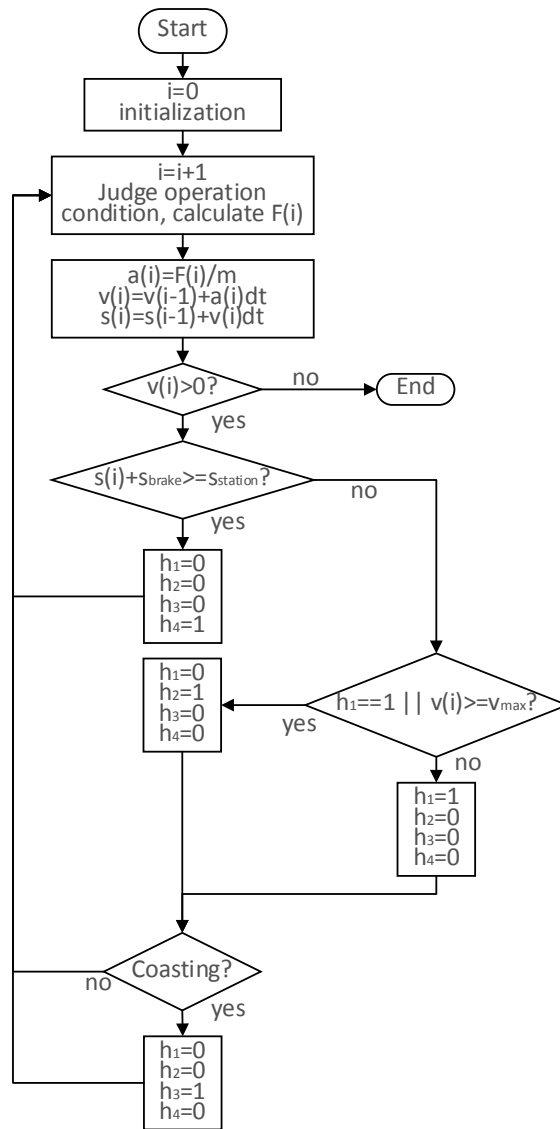 Start
i=0
initialization
i=i+1
Judge operation
condition, calculate F(i)
a(i)=F(i)/m
v(i)=v(i-1)+a(i)dt
s(i)=s(i-1)+v(i)dt
v(i)>0?
no
End
yes
s(i)+sbrake>=sstation?
no
yes
h1=0
h2=0
h3=0
h4=1
h1==1 || v(i)>=vmax?
yes
no
h1=0
h2=1
h3=0
h4=0
h1=1
h2=0
h3=0
h4=0
Coasting?
no
yes
h1=0
h2=0
h3=1
h4=0